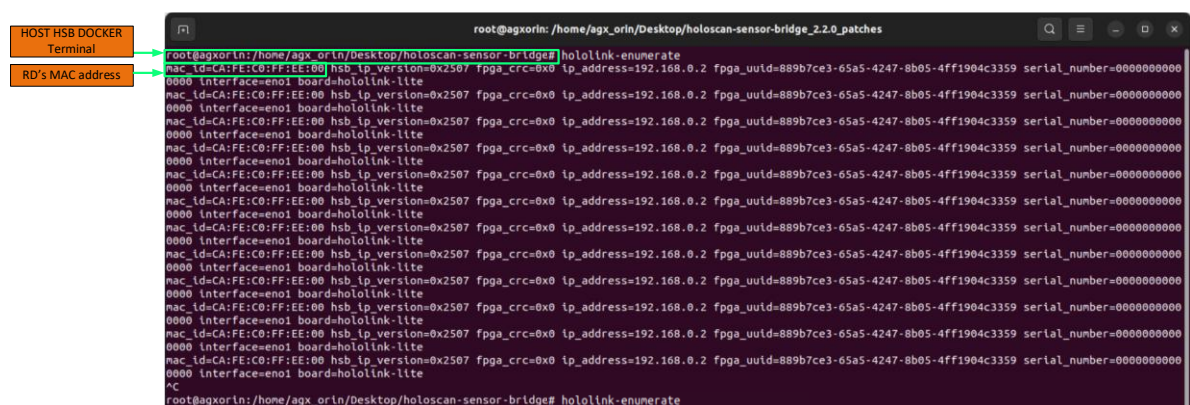 HOST HSB DOCKER
Terminal
RD's MAC address
root@agxorin: /home/agx_orin/Desktop/holoscan-sensor-bridge_2.2.0_patches
root@agxorin:/home/agx_orin/Desktop/holoscan-sensor-bridge# hololink-enumerate
mac_id=CA:FE:C0:FF:EE:00 hsb_ip_version=0x2507 fpga_crc=0x0 ip_address=192.168.0.2 fpga_uuid=889b7ce3-65a5-4247-8b05-4ff1904c3359 serial_number=0000000000
0000 interface=eno1 board=hololink-lite
mac_id=CA:FE:C0:FF:EE:00 hsb_ip_version=0x2507 fpga_crc=0x0 ip_address=192.168.0.2 fpga_uuid=889b7ce3-65a5-4247-8b05-4ff1904c3359 serial_number=0000000000
0000 interface=eno1 board=hololink-lite
mac_id=CA:FE:C0:FF:EE:00 hsb_ip_version=0x2507 fpga_crc=0x0 ip_address=192.168.0.2 fpga_uuid=889b7ce3-65a5-4247-8b05-4ff1904c3359 serial_number=0000000000
0000 interface=eno1 board=hololink-lite
mac_id=CA:FE:C0:FF:EE:00 hsb_ip_version=0x2507 fpga_crc=0x0 ip_address=192.168.0.2 fpga_uuid=889b7ce3-65a5-4247-8b05-4ff1904c3359 serial_number=0000000000
0000 interface=eno1 board=hololink-lite
mac_id=CA:FE:C0:FF:EE:00 hsb_ip_version=0x2507 fpga_crc=0x0 ip_address=192.168.0.2 fpga_uuid=889b7ce3-65a5-4247-8b05-4ff1904c3359 serial_number=0000000000
0000 interface=eno1 board=hololink-lite
mac_id=CA:FE:C0:FF:EE:00 hsb_ip_version=0x2507 fpga_crc=0x0 ip_address=192.168.0.2 fpga_uuid=889b7ce3-65a5-4247-8b05-4ff1904c3359 serial_number=0000000000
0000 interface=eno1 board=hololink-lite
mac_id=CA:FE:C0:FF:EE:00 hsb_ip_version=0x2507 fpga_crc=0x0 ip_address=192.168.0.2 fpga_uuid=889b7ce3-65a5-4247-8b05-4ff1904c3359 serial_number=0000000000
0000 interface=eno1 board=hololink-lite
mac_id=CA:FE:C0:FF:EE:00 hsb_ip_version=0x2507 fpga_crc=0x0 ip_address=192.168.0.2 fpga_uuid=889b7ce3-65a5-4247-8b05-4ff1904c3359 serial_number=0000000000
0000 interface=eno1 board=hololink-lite
mac_id=CA:FE:C0:FF:EE:00 hsb_ip_version=0x2507 fpga_crc=0x0 ip_address=192.168.0.2 fpga_uuid=889b7ce3-65a5-4247-8b05-4ff1904c3359 serial_number=0000000000
0000 interface=eno1 board=hololink-lite
mac_id=CA:FE:C0:FF:EE:00 hsb_ip_version=0x2507 fpga_crc=0x0 ip_address=192.168.0.2 fpga_uuid=889b7ce3-65a5-4247-8b05-4ff1904c3359 serial_number=0000000000
0000 interface=eno1 board=hololink-lite
mac_id=CA:FE:C0:FF:EE:00 hsb_ip_version=0x2507 fpga_crc=0x0 ip_address=192.168.0.2 fpga_uuid=889b7ce3-65a5-4247-8b05-4ff1904c3359 serial_number=0000000000
0000 interface=eno1 board=hololink-lite
mac_id=CA:FE:C0:FF:EE:00 hsb_ip_version=0x2507 fpga_crc=0x0 ip_address=192.168.0.2 fpga_uuid=889b7ce3-65a5-4247-8b05-4ff1904c3359 serial_number=0000000000
0000 interface=eno1 board=hololink-lite
^C
root@agxorin:/home/agx_orin/Desktop/holoscan-sensor-bridge# hololink-enumerate